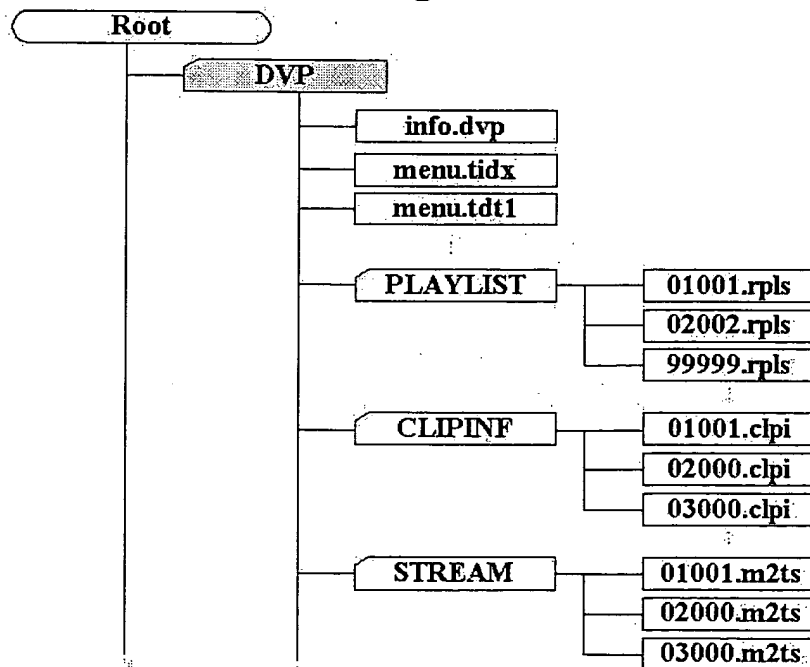 Root
DVP
info.dvp
menu.tidx
menu.tdt1
PLAYLIST
01001.rpls
02002.rpls
99999.rpls
CLIPINF
01001.clpi
02000.clpi
03000.clpi
STREAM
01001.m2ts
02000.m2ts
03000.m2ts